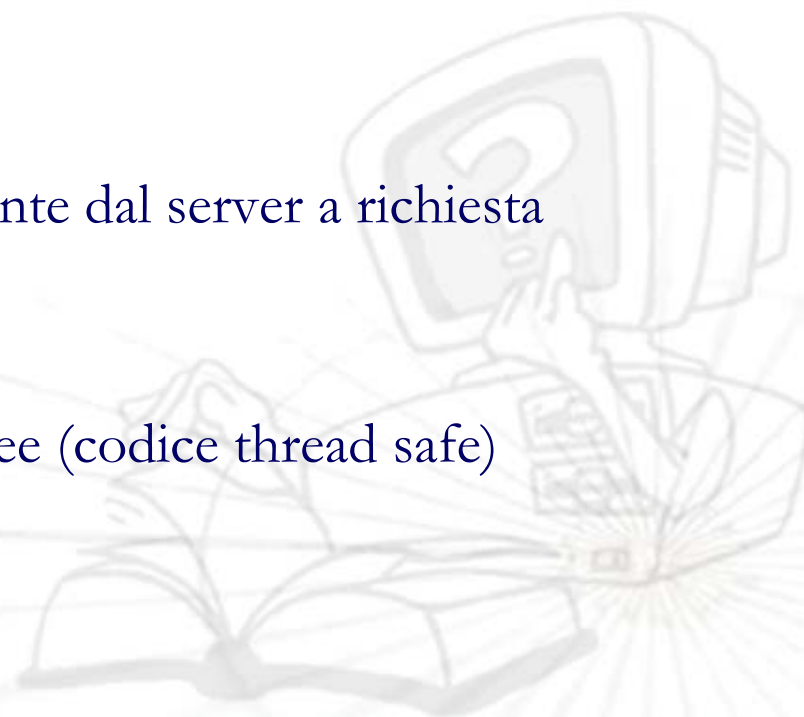 nte dal server a richiesta
ee (codice thread safe)